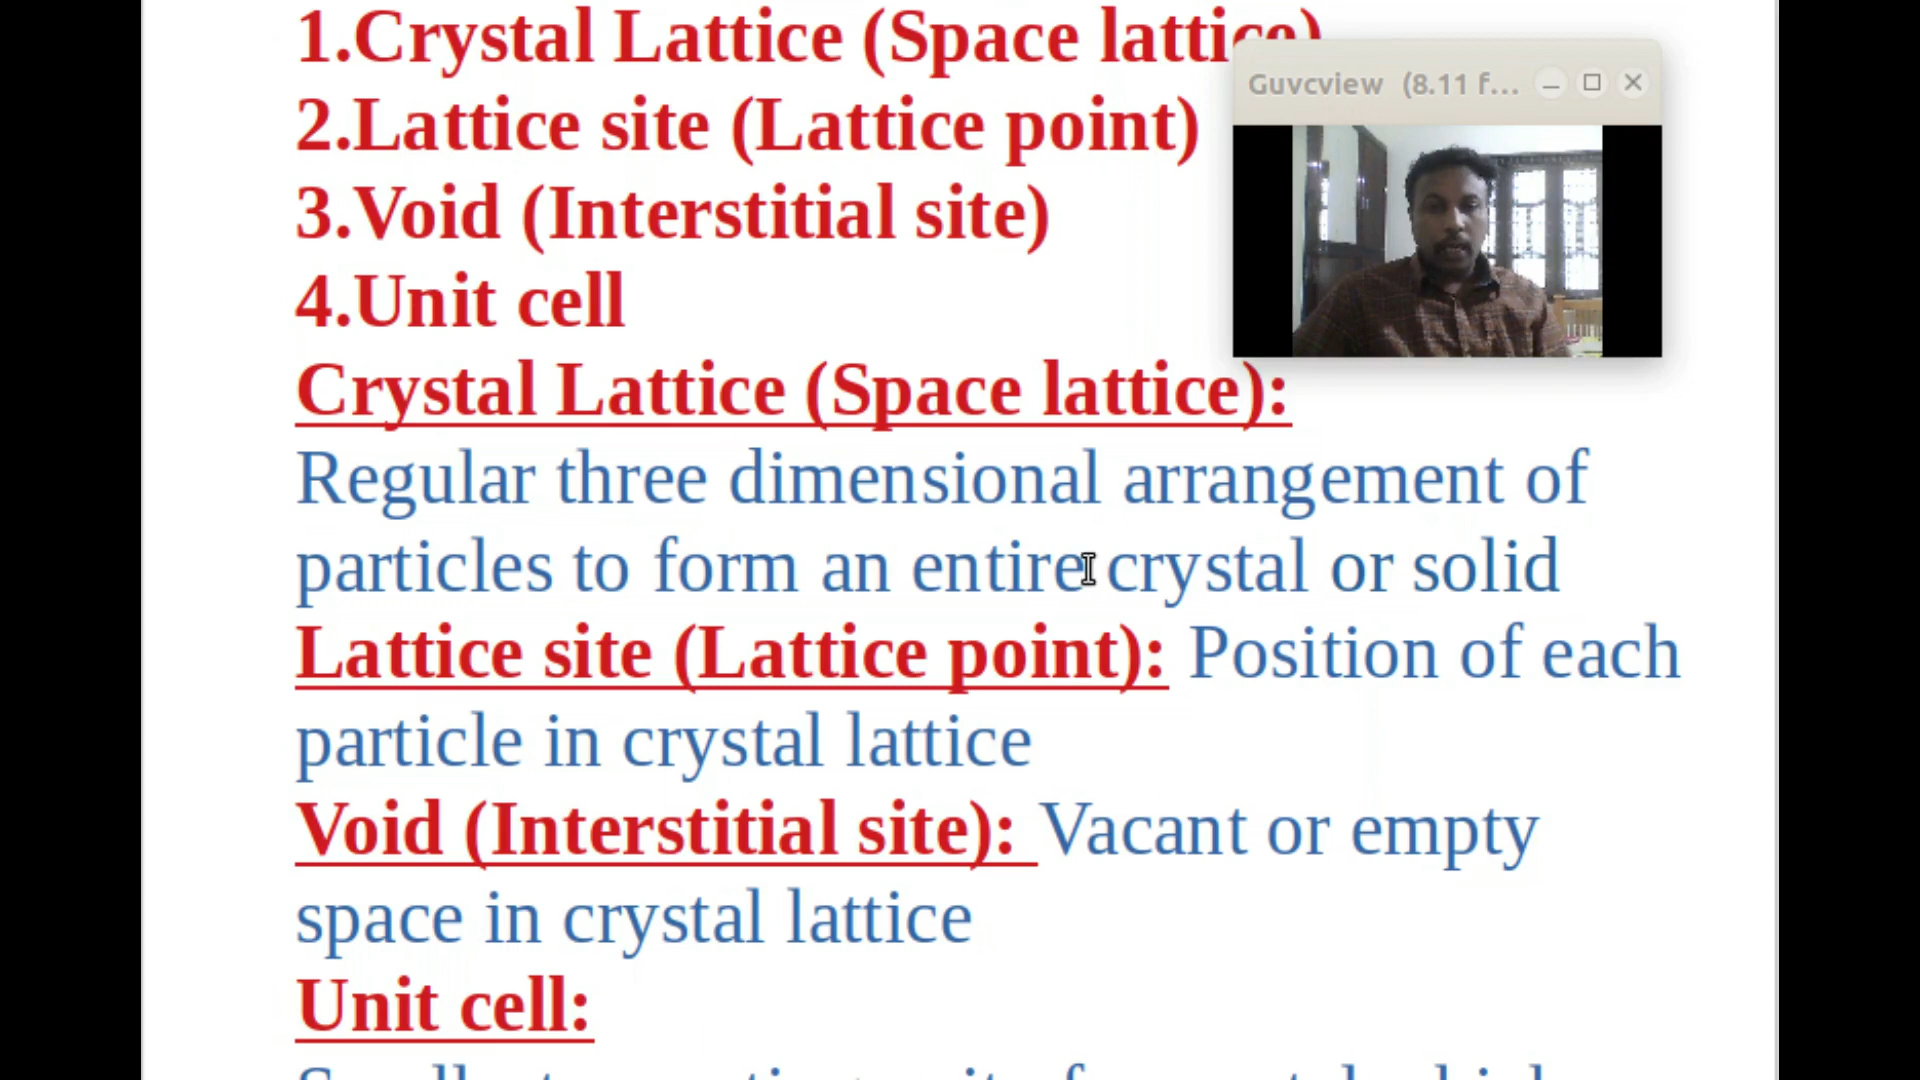 1.Crystal Lattice (Space lattice)
Guvcview (8.11 f...
2.Lattice site (Lattice point)
3.Void (Interstitial site)
4.Unit cell
Crystal Lattice (Space lattice):
Regular three dimensional arrangement of
particles to form an entire crystal or solid
Lattice site (Lattice point): Position of each
particle in crystal lattice
Void (Interstitial site): Vacant or empty
space in crystal lattice
Unit cell: